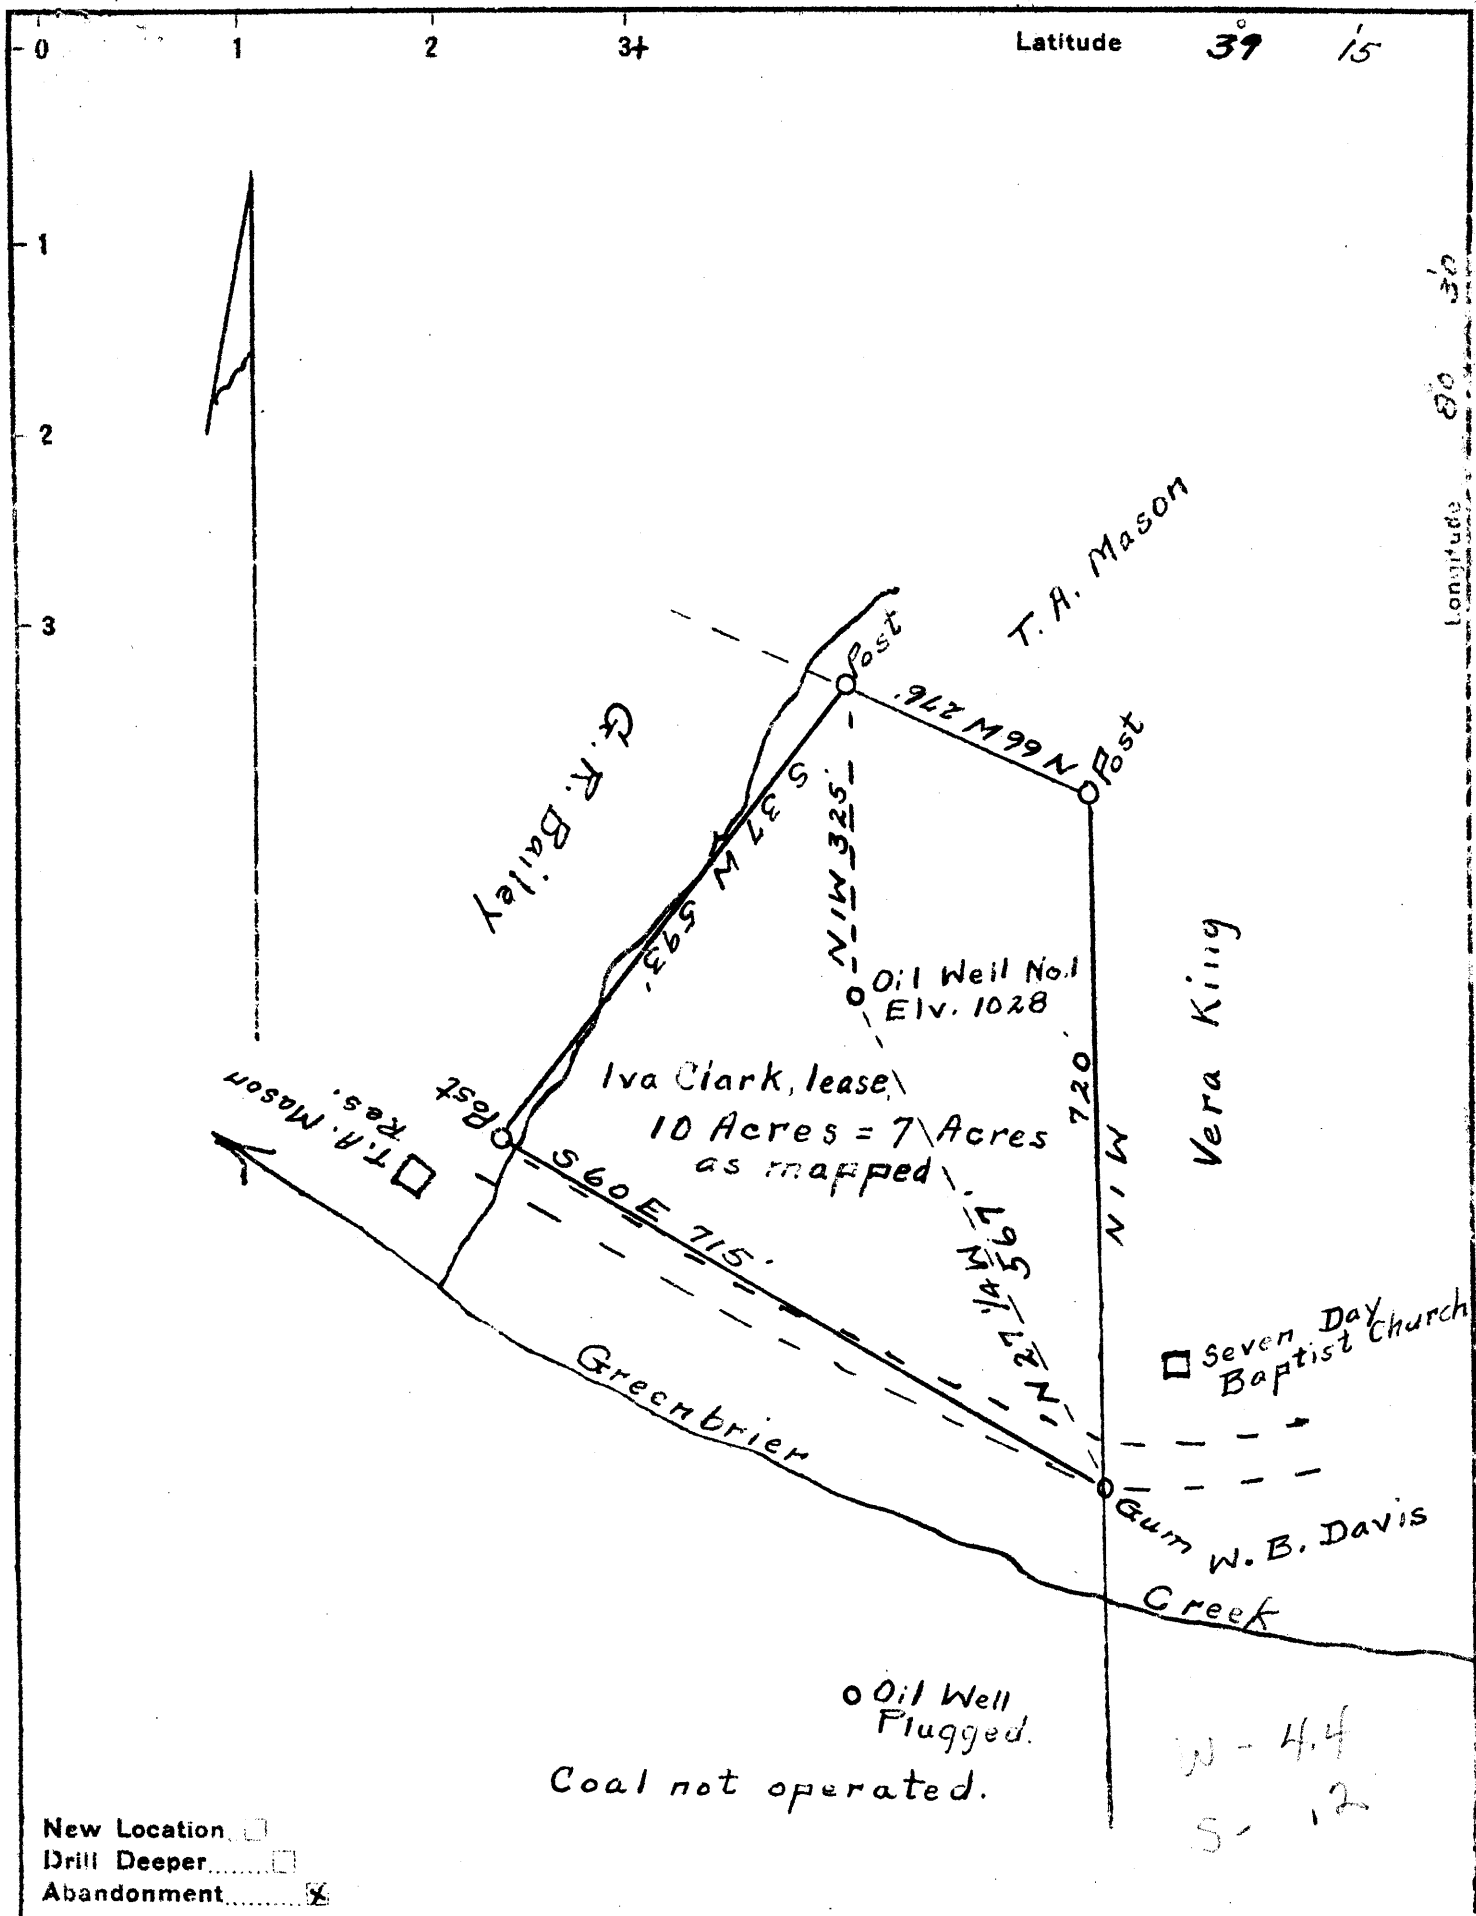 0 1 2 3+ Latitude 39° 15'
1
2
3
Longitude 80 30'
T. A. Mason
Post
N 66 W 276'
Post
G. R. Bailey
S 37 W 593'
N 1 W 325'
Oil Well No.1
Elv. 1028
Vera King
720'
N 1 W
Iva Clark, lease
10 Acres = 7 Acres
as mapped
T. A. Mason
Res.
Post
S 60 E 715'
N 27 1/4 W 567'
Seven Day
Baptist Church
Greenbrier
Gum
W. B. Davis
Creek
Oil Well
Plugged.
Coal not operated.
W - 4.4
S - .2
New Location
Drill Deeper
Abandonment X